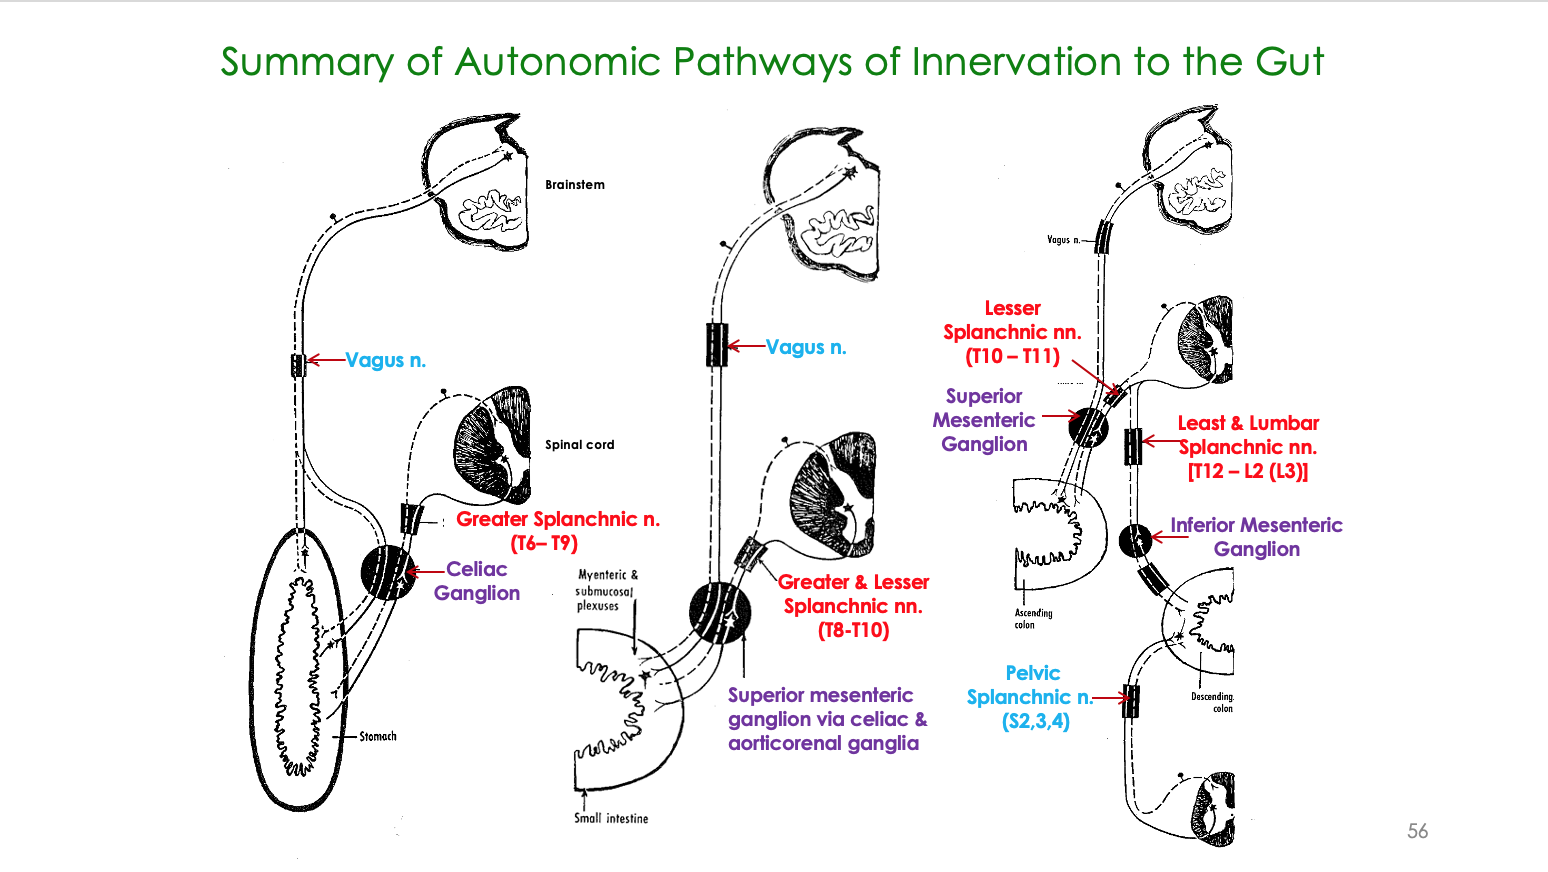 Summary of Autonomic Pathways of Innervation to the Gut
Brainstem
Vagus n.
Spinal cord
Greater Splanchnic n.
(T6– T9)
Celiac
Ganglion
Stomach
Vagus n.
Myenteric &
submucosal
plexuses
Greater & Lesser
Splanchnic nn.
(T8-T10)
Superior mesenteric
ganglion via celiac &
aorticorenal ganglia
Small intestine
Vagus n.
Lesser
Splanchnic nn.
(T10 – T11)
Superior
Mesenteric
Ganglion
Least & Lumbar
Splanchnic nn.
[T12 – L2 (L3)]
Inferior Mesenteric
Ganglion
Ascending
colon
Pelvic
Splanchnic n.
(S2,3,4)
Descending
colon
56